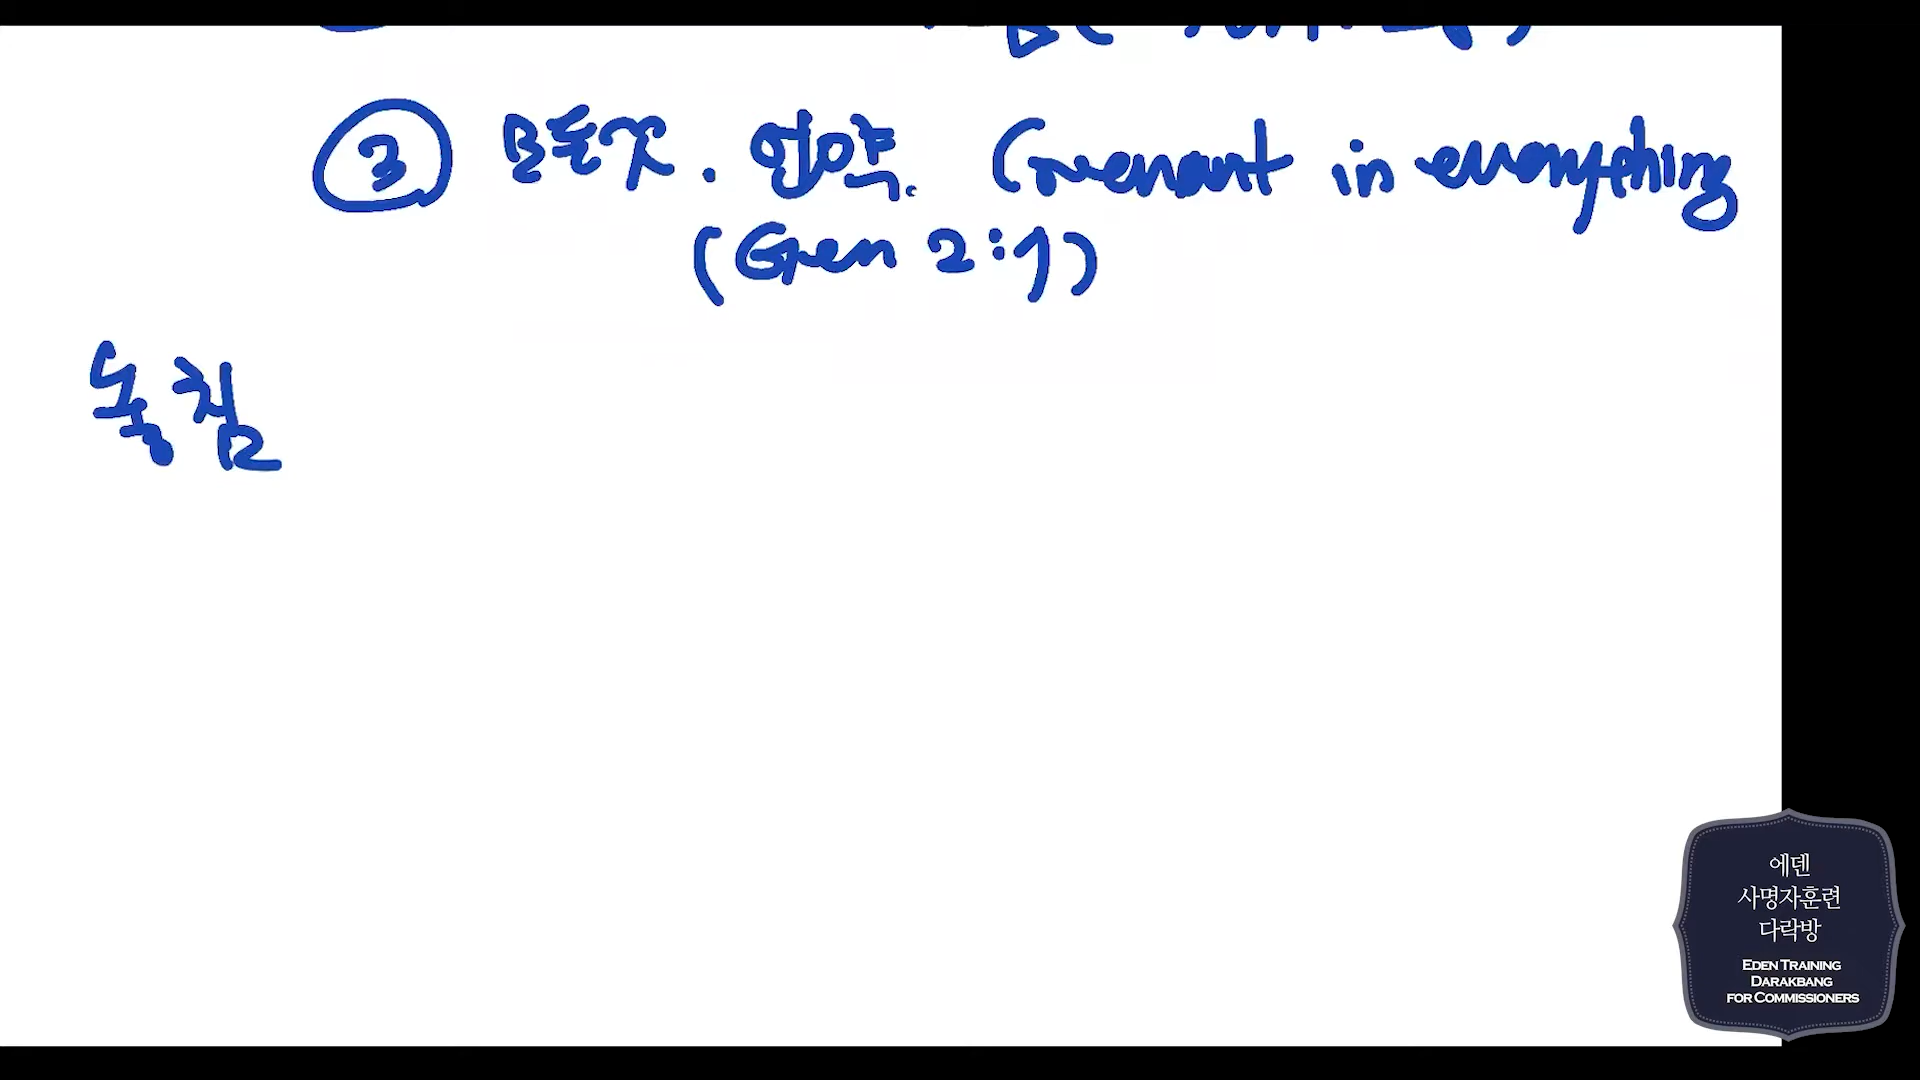 ③ 모든것. 언약. Covenant in everything
(Gen 2:1)
놓침
에덴
사명자훈련
다락방
EDEN TRAINING
DARAKBANG
FOR COMMISSIONERS